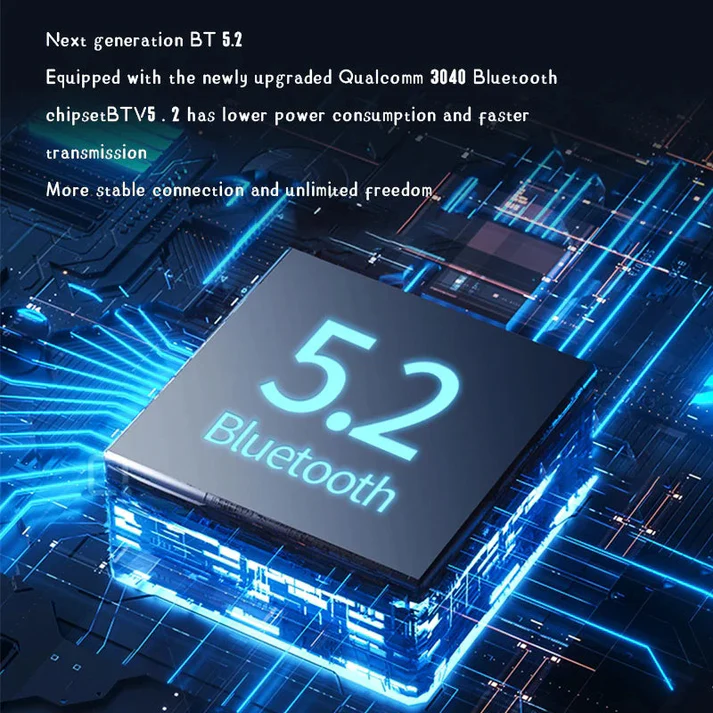 Next generation BT 5.2
Equipped with the newly upgraded Qualcomm 3040 Bluetooth
chipsetBTV5 . 2 has lower power consumption and faster
transmission
More stable connection and unlimited freedom
5.2
Bluetooth